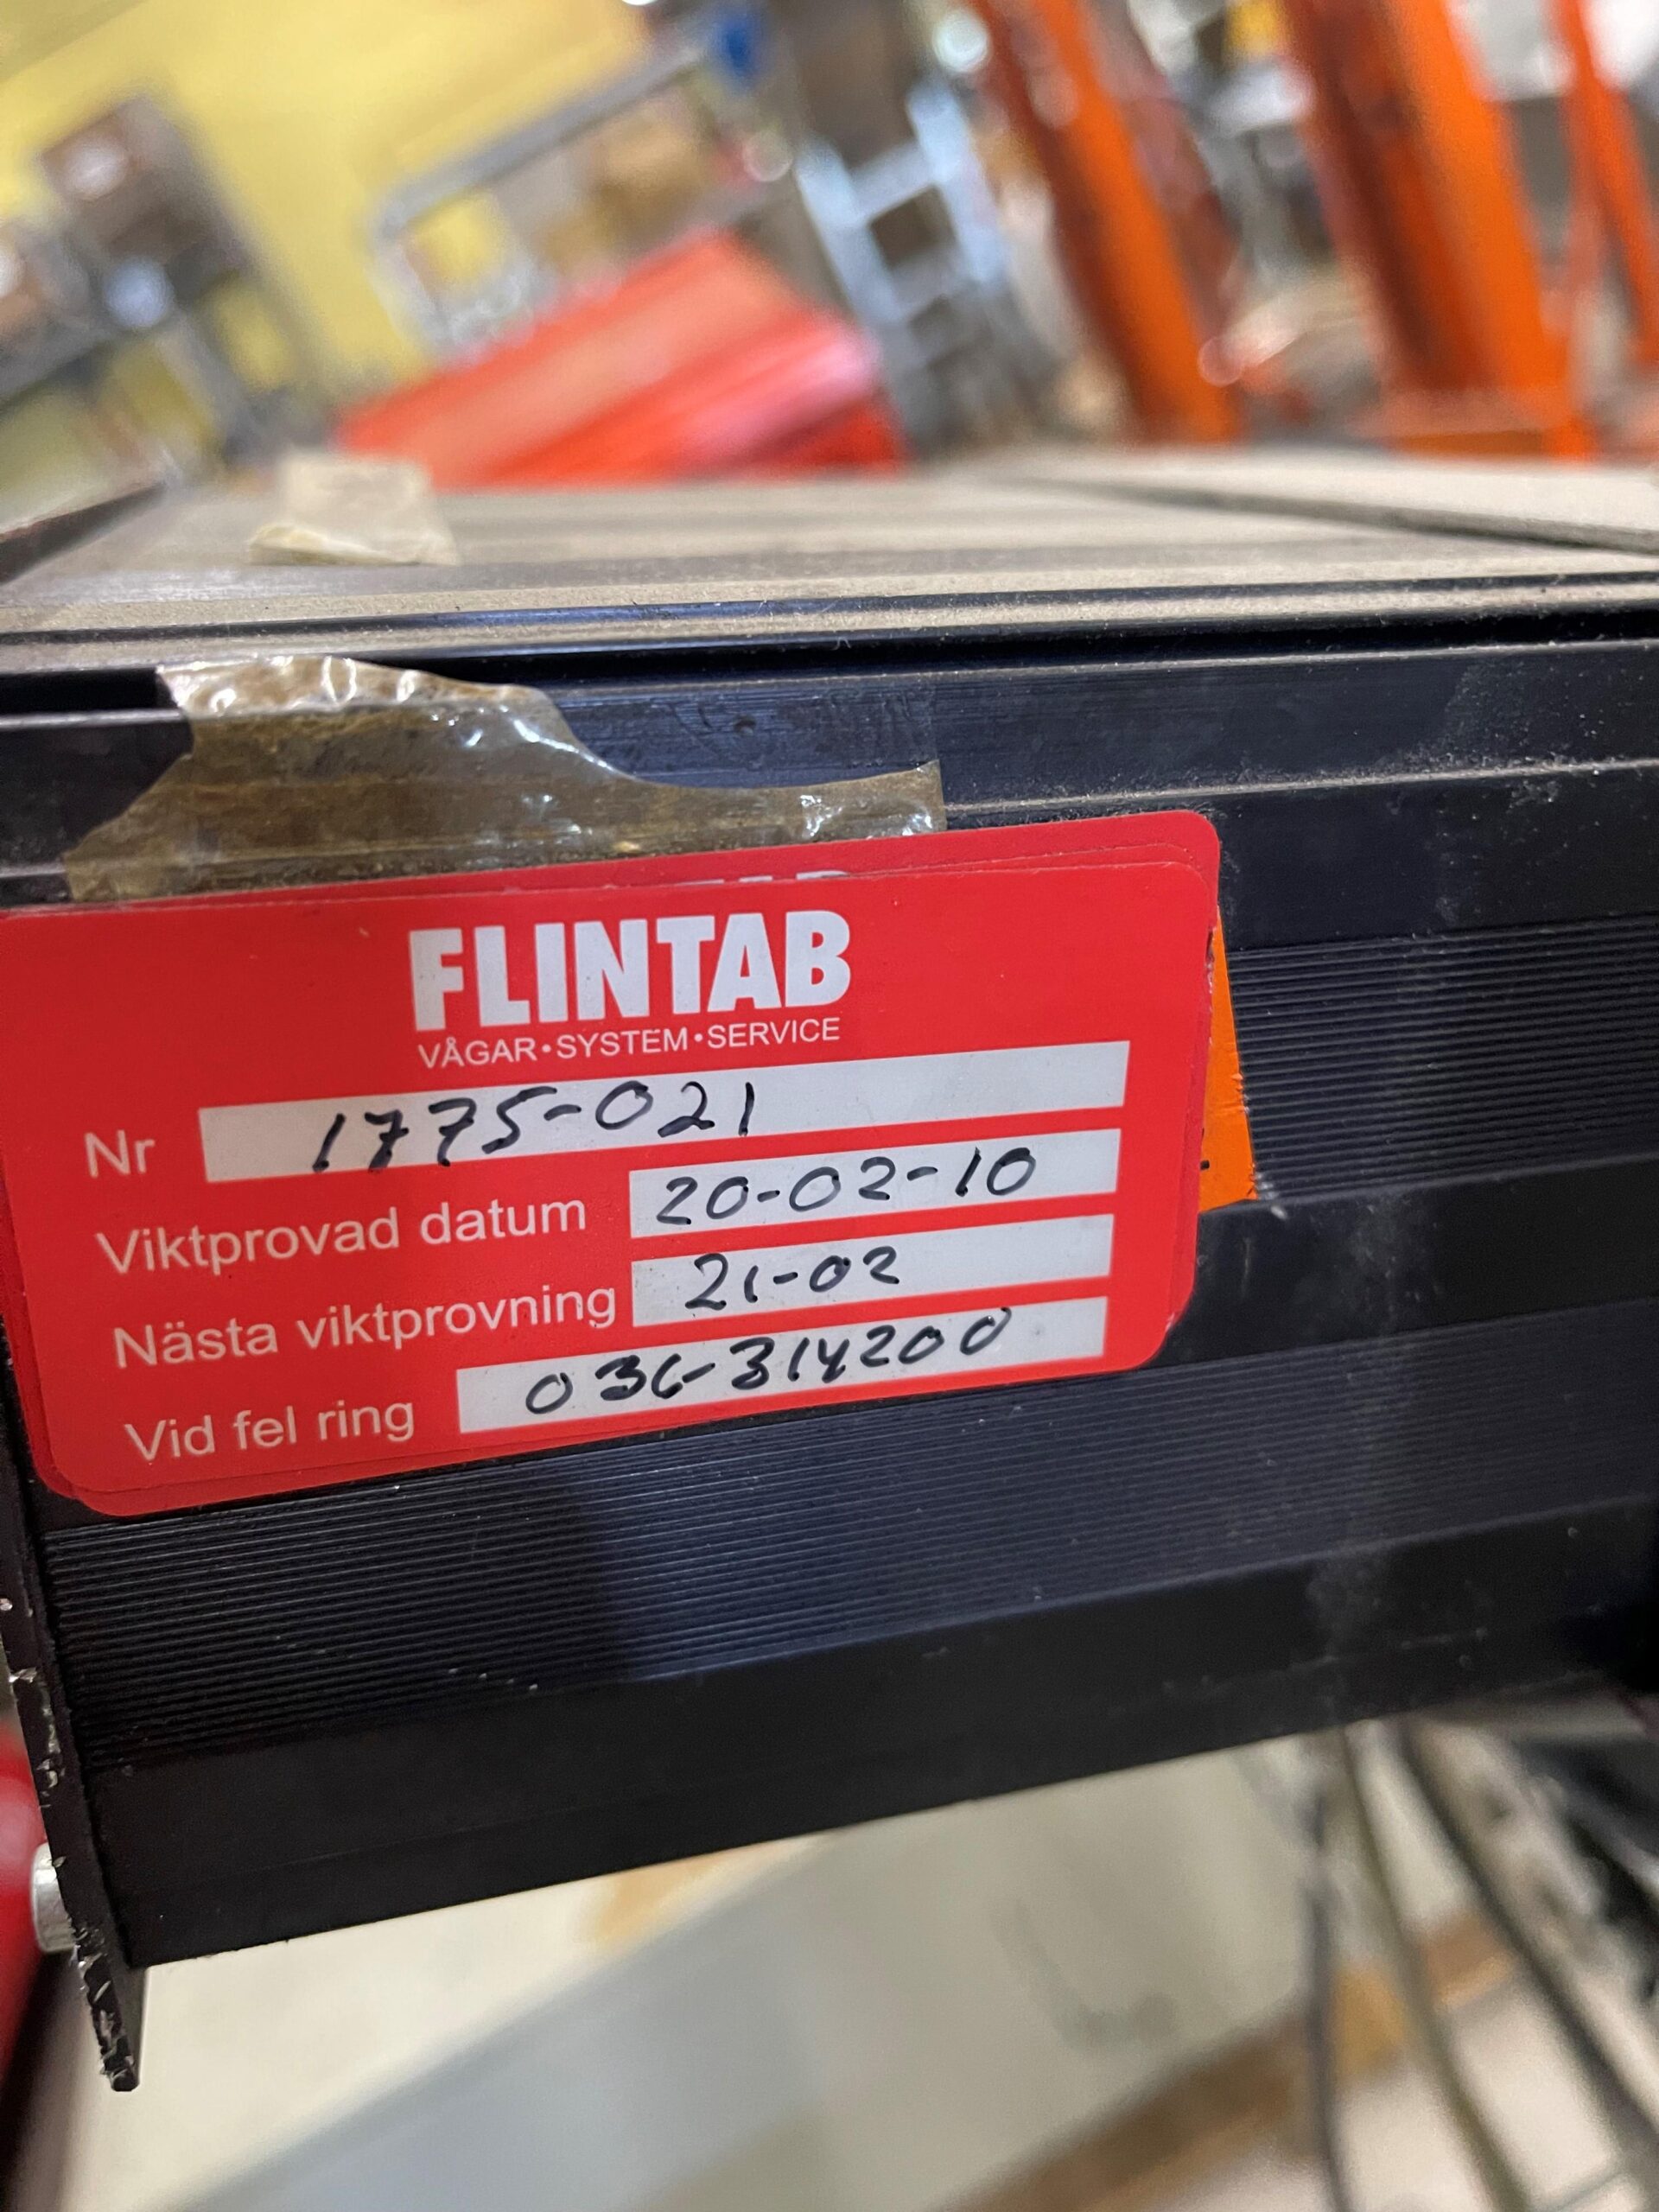 FLINTAB
VÅGAR•SYSTEM•SERVICE
Nr 1775-021
Viktprovad datum 20-02-10
Nästa viktprovning 21-02
Vid fel ring 036-314200